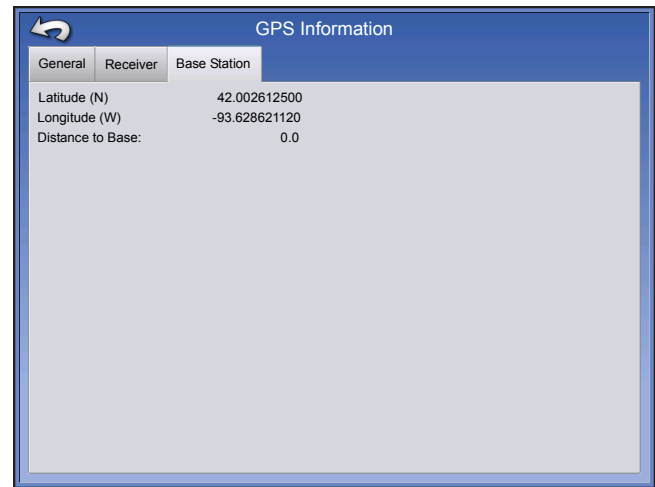 GPS Information
General Receiver Base Station
Latitude (N) 42.002612500
Longitude (W) -93.628621120
Distance to Base: 0.0